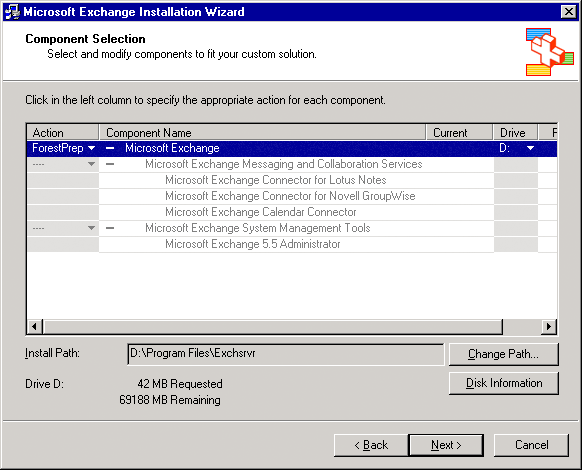 Microsoft Exchange Installation Wizard
Component Selection
Select and modify components to fit your custom solution.
Click in the left column to specify the appropriate action for each component.
Action Component Name Current Drive F
ForestPrep Microsoft Exchange D:
---- Microsoft Exchange Messaging and Collaboration Services
Microsoft Exchange Connector for Lotus Notes
Microsoft Exchange Connector for Novell GroupWise
Microsoft Exchange Calendar Connector
---- Microsoft Exchange System Management Tools
Microsoft Exchange 5.5 Administrator
Install Path: D:\Program Files\Exchsrvr Change Path...
Drive D: 42 MB Requested Disk Information
69188 MB Remaining
< Back Next > Cancel